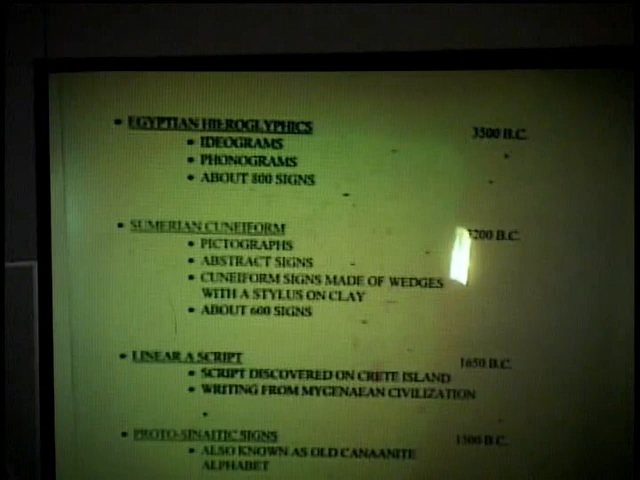 • EGYPTIAN HIEROGLYPHICS 3500 B.C.
• IDEOGRAMS
• PHONOGRAMS
• ABOUT 800 SIGNS
• SUMERIAN CUNEIFORM 3200 B.C.
• PICTOGRAPHS
• ABSTRACT SIGNS
• CUNEIFORM SIGNS MADE OF WEDGES
WITH A STYLUS ON CLAY
• ABOUT 600 SIGNS
• LINEAR A SCRIPT 1650 B.C.
• SCRIPT DISCOVERED ON CRETE ISLAND
• WRITING FROM MYCENAEAN CIVILIZATION
• PROTO-SINAITIC SIGNS 1500 B.C.
• ALSO KNOWN AS OLD CANAANITE
ALPHABET